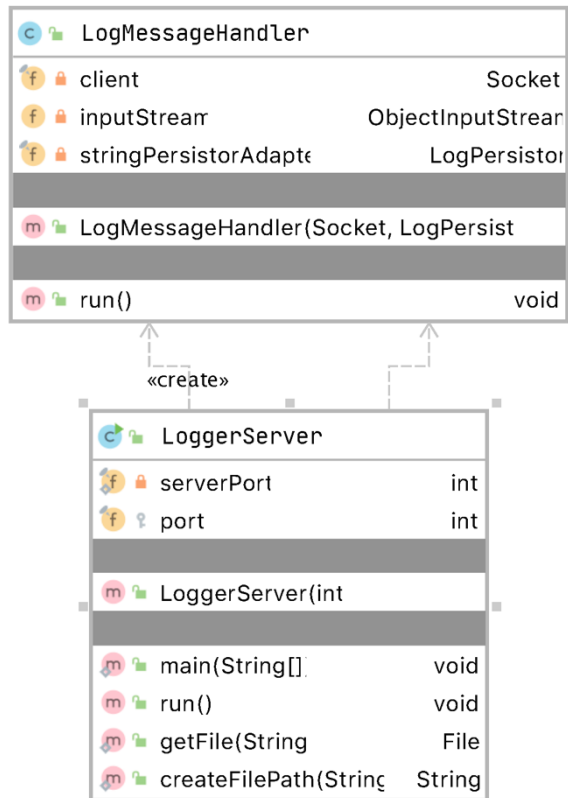 LogMessageHandler
client Socket
inputStream ObjectInputStream
stringPersistorAdapte LogPersistor
LogMessageHandler(Socket, LogPersist
run() void
«create»
LoggerServer
serverPort int
port int
LoggerServer(int
main(String[] void
run() void
getFile(String File
createFilePath(String String